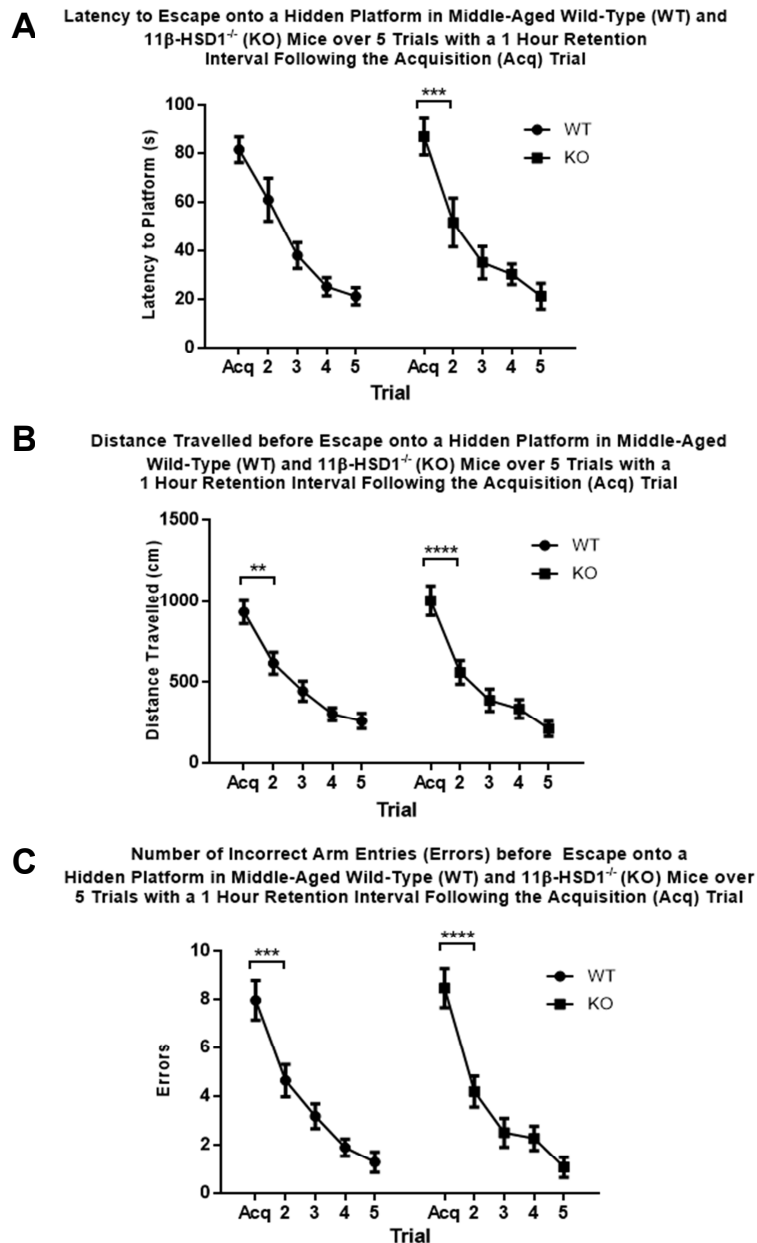 A
Latency to Escape onto a Hidden Platform in Middle-Aged Wild-Type (WT) and
11β-HSD1-/- (KO) Mice over 5 Trials with a 1 Hour Retention
Interval Following the Acquisition (Acq) Trial
***
100
80
60
40
20
0
Latency to Platform (s)
WT
KO
Acq 2 3 4 5 Acq 2 3 4 5
Trial
B
Distance Travelled before Escape onto a Hidden Platform in Middle-Aged
Wild-Type (WT) and 11β-HSD1-/- (KO) Mice over 5 Trials with a
1 Hour Retention Interval Following the Acquisition (Acq) Trial
1500
1000
500
0
Distance Travelled (cm)
**
****
WT
KO
Acq 2 3 4 5 Acq 2 3 4 5
Trial
C
Number of Incorrect Arm Entries (Errors) before Escape onto a
Hidden Platform in Middle-Aged Wild-Type (WT) and 11β-HSD1-/- (KO) Mice over
5 Trials with a 1 Hour Retention Interval Following the Acquisition (Acq) Trial
10
8
6
4
2
0
Errors
***
****
WT
KO
Acq 2 3 4 5 Acq 2 3 4 5
Trial